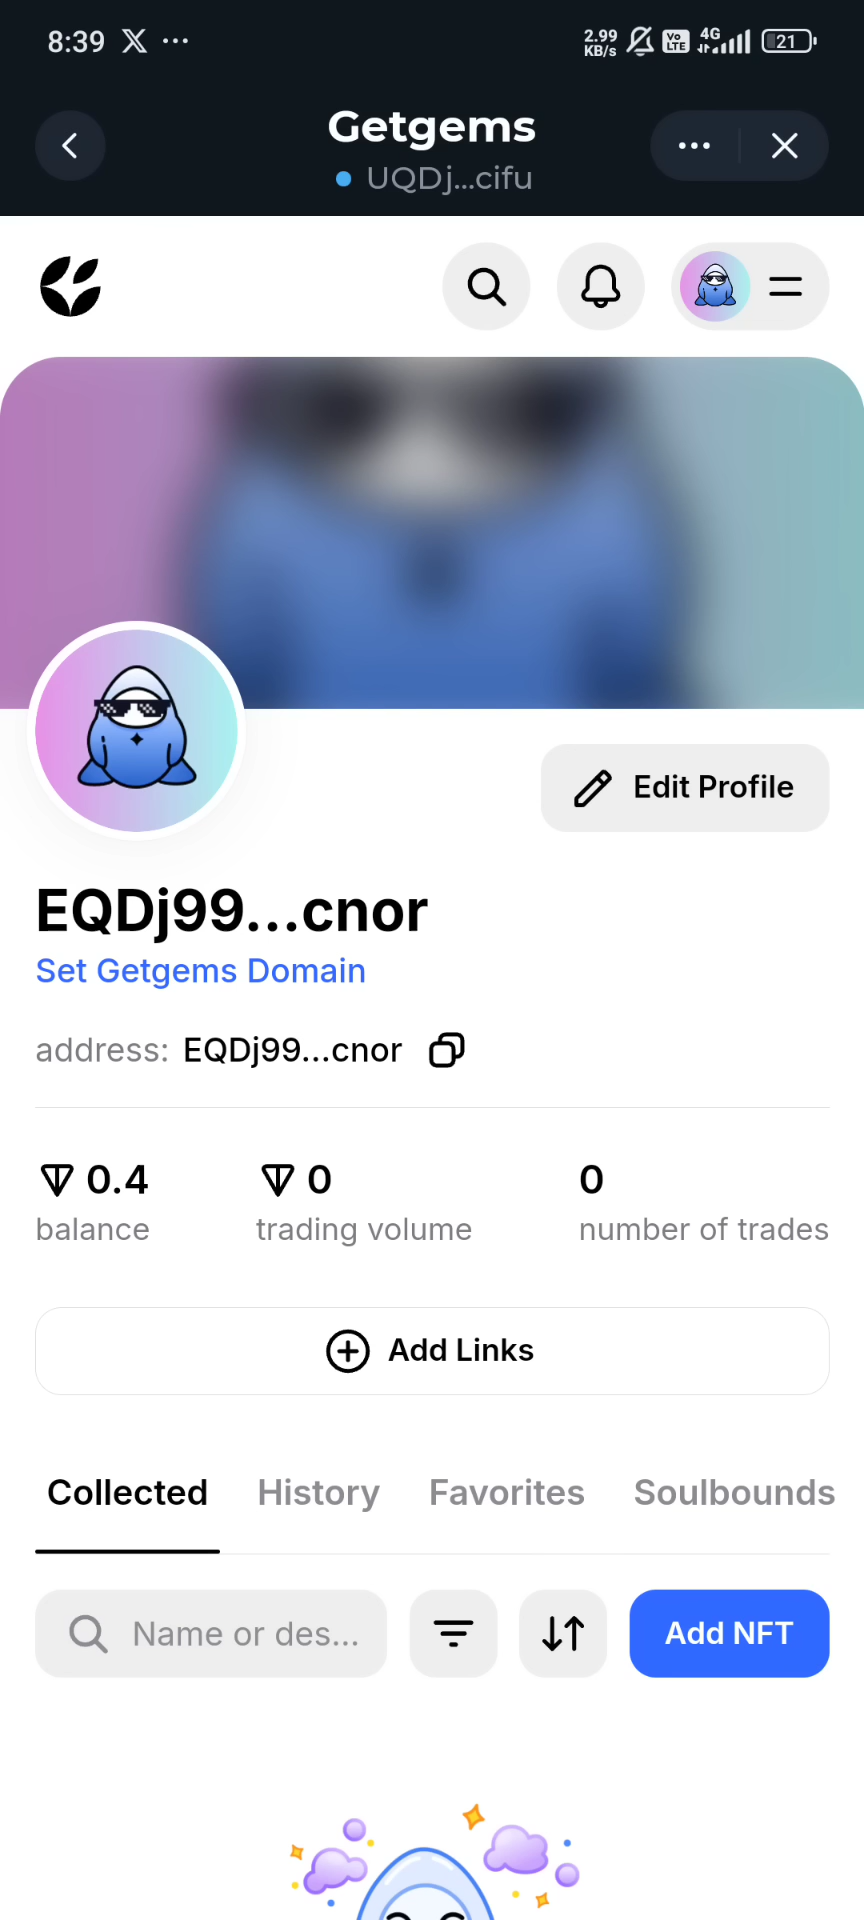 8:39 X ...
2.99 KB/s Vo LTE 4G 21
Getgems
UQDj...cifu
Edit Profile
EQDj99...cnor
Set Getgems Domain
address: EQDj99...cnor
0.4 0 0
balance trading volume number of trades
Add Links
Collected History Favorites Soulbounds
Name or des... Add NFT